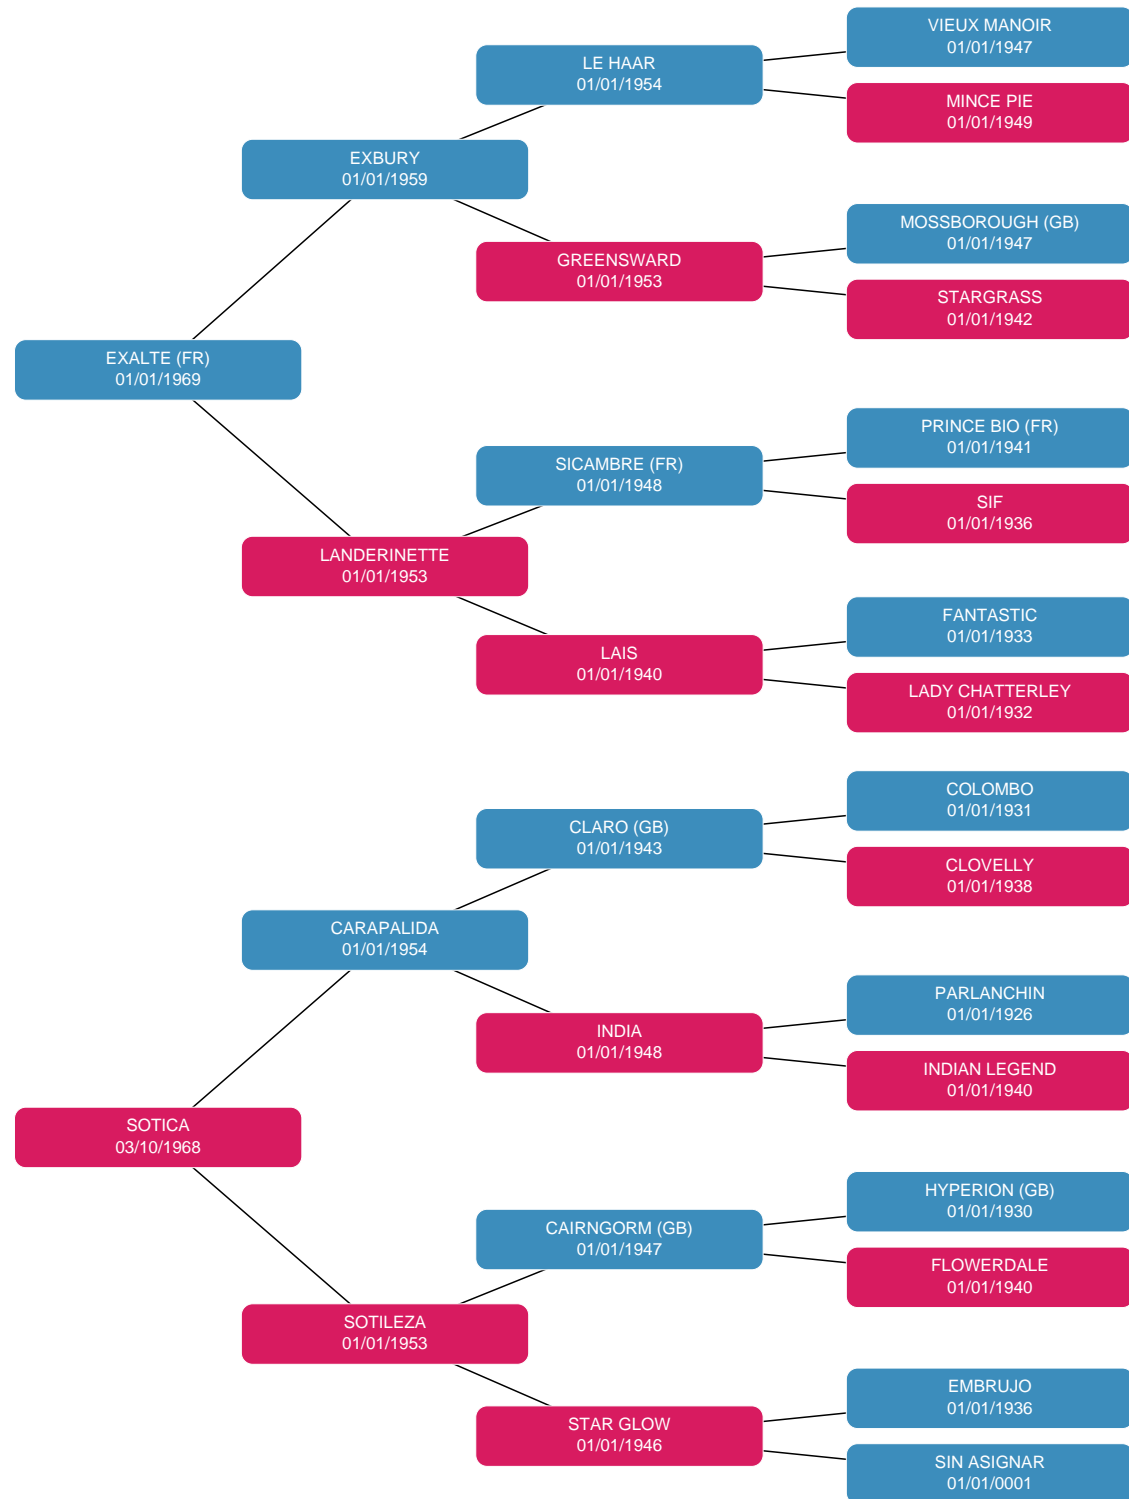 VIEUX MANOIR
01/01/1947
LE HAAR
01/01/1954
MINCE PIE
01/01/1949
EXBURY
01/01/1959
MOSSBOROUGH (GB)
01/01/1947
GREENSWARD
01/01/1953
STARGRASS
01/01/1942
EXALTE (FR)
01/01/1969
PRINCE BIO (FR)
01/01/1941
SICAMBRE (FR)
01/01/1948
SIF
01/01/1936
LANDERINETTE
01/01/1953
FANTASTIC
01/01/1933
LAIS
01/01/1940
LADY CHATTERLEY
01/01/1932
COLOMBO
01/01/1931
CLARO (GB)
01/01/1943
CLOVELLY
01/01/1938
CARAPALIDA
01/01/1954
PARLANCHIN
01/01/1926
INDIA
01/01/1948
INDIAN LEGEND
01/01/1940
SOTICA
03/10/1968
HYPERION (GB)
01/01/1930
CAIRNGORM (GB)
01/01/1947
FLOWERDALE
01/01/1940
SOTILEZA
01/01/1953
EMBRUJO
01/01/1936
STAR GLOW
01/01/1946
SIN ASIGNAR
01/01/0001